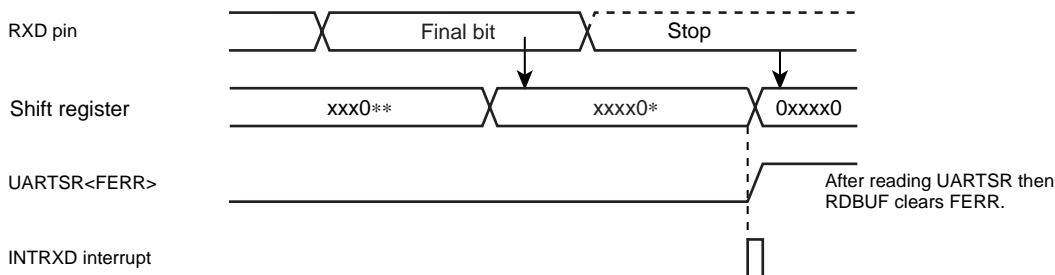 RXD pin
Final bit
Stop
Shift register
xxx0**
xxxx0*
0xxxx0
UARTSR<FERR>
After reading UARTSR then
RDBUF clears FERR.
INTRXD interrupt